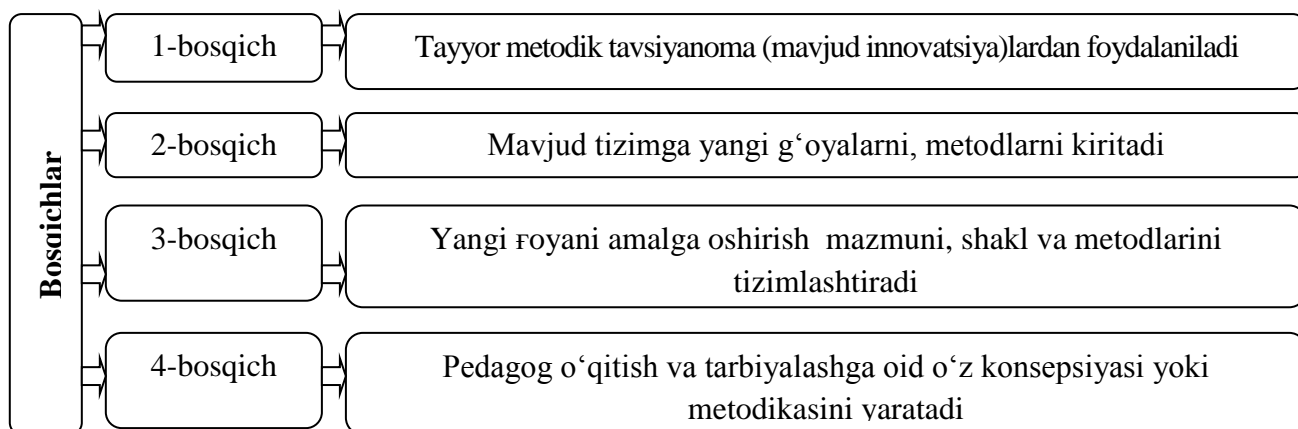 Bosqichlar
1-bosqich
Tayyor metodik tavsiyanoma (mavjud innovatsiya)lardan foydalaniladi
2-bosqich
Mavjud tizimga yangi g‘oyalarni, metodlarni kiritadi
3-bosqich
Yangi ғoyani amalga oshirish mazmuni, shakl va metodlarini
tizimlashtiradi
4-bosqich
Pedagog o‘qitish va tarbiyalashga oid o‘z konsepsiyasi yoki
metodikasini yaratadi